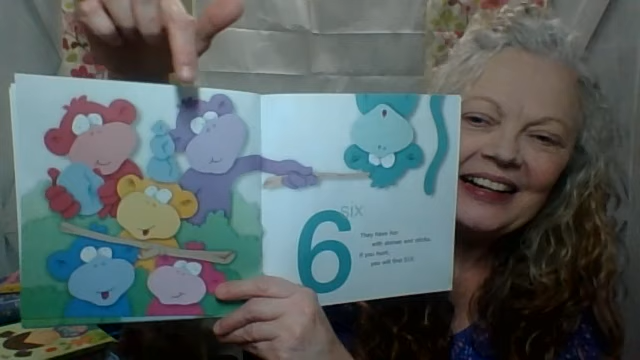 SIX
6
They have fun
with stones and sticks.
If you hunt,
you will find SIX.